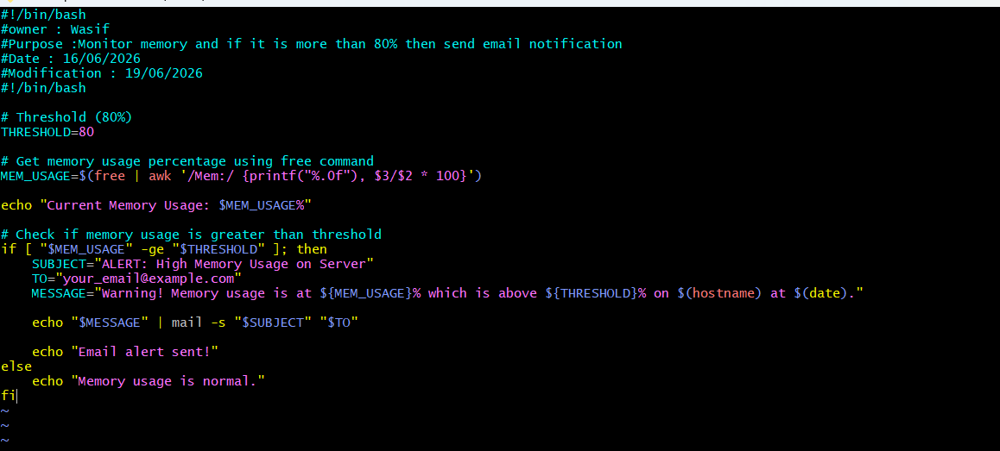 #!/bin/bash
#owner : Wasif
#Purpose :Monitor memory and if it is more than 80% then send email notification
#Date : 16/06/2026
#Modification : 19/06/2026
#!/bin/bash

# Threshold (80%)
THRESHOLD=80

# Get memory usage percentage using free command
MEM_USAGE=$(free | awk '/Mem:/ {printf("%.0f"), $3/$2 * 100}')

echo "Current Memory Usage: $MEM_USAGE%"

# Check if memory usage is greater than threshold
if [ "$MEM_USAGE" -ge "$THRESHOLD" ]; then
    SUBJECT="ALERT: High Memory Usage on Server"
    TO="your_email@example.com"
    MESSAGE="Warning! Memory usage is at ${MEM_USAGE}% which is above ${THRESHOLD}% on $(hostname) at $(date)."

    echo "$MESSAGE" | mail -s "$SUBJECT" "$TO"

    echo "Email alert sent!"
else
    echo "Memory usage is normal."
fi
~
~
~